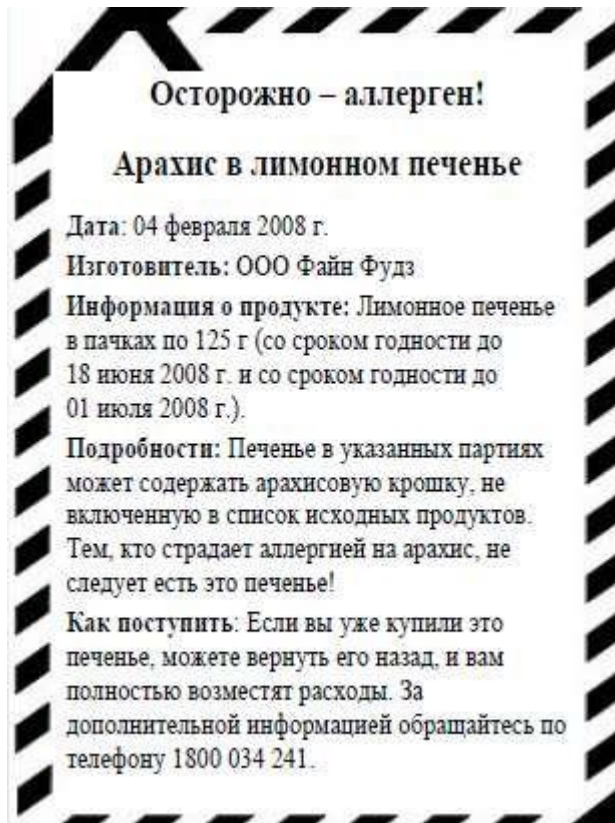 Осторожно – аллерген!
Арахис в лимонном печенье
Дата: 04 февраля 2008 г.
Изготовитель: ООО Файн Фудз
Информация о продукте: Лимонное печенье
в пачках по 125 г (со сроком годности до
18 июня 2008 г. и со сроком годности до
01 июля 2008 г.).
Подробности: Печенье в указанных партиях
может содержать арахисовую крошку, не
включенную в список исходных продуктов.
Тем, кто страдает аллергией на арахис, не
следует есть это печенье!
Как поступить: Если вы уже купили это
печенье, можете вернуть его назад, и вам
полностью возместят расходы. За
дополнительной информацией обращайтесь по
телефону 1800 034 241.